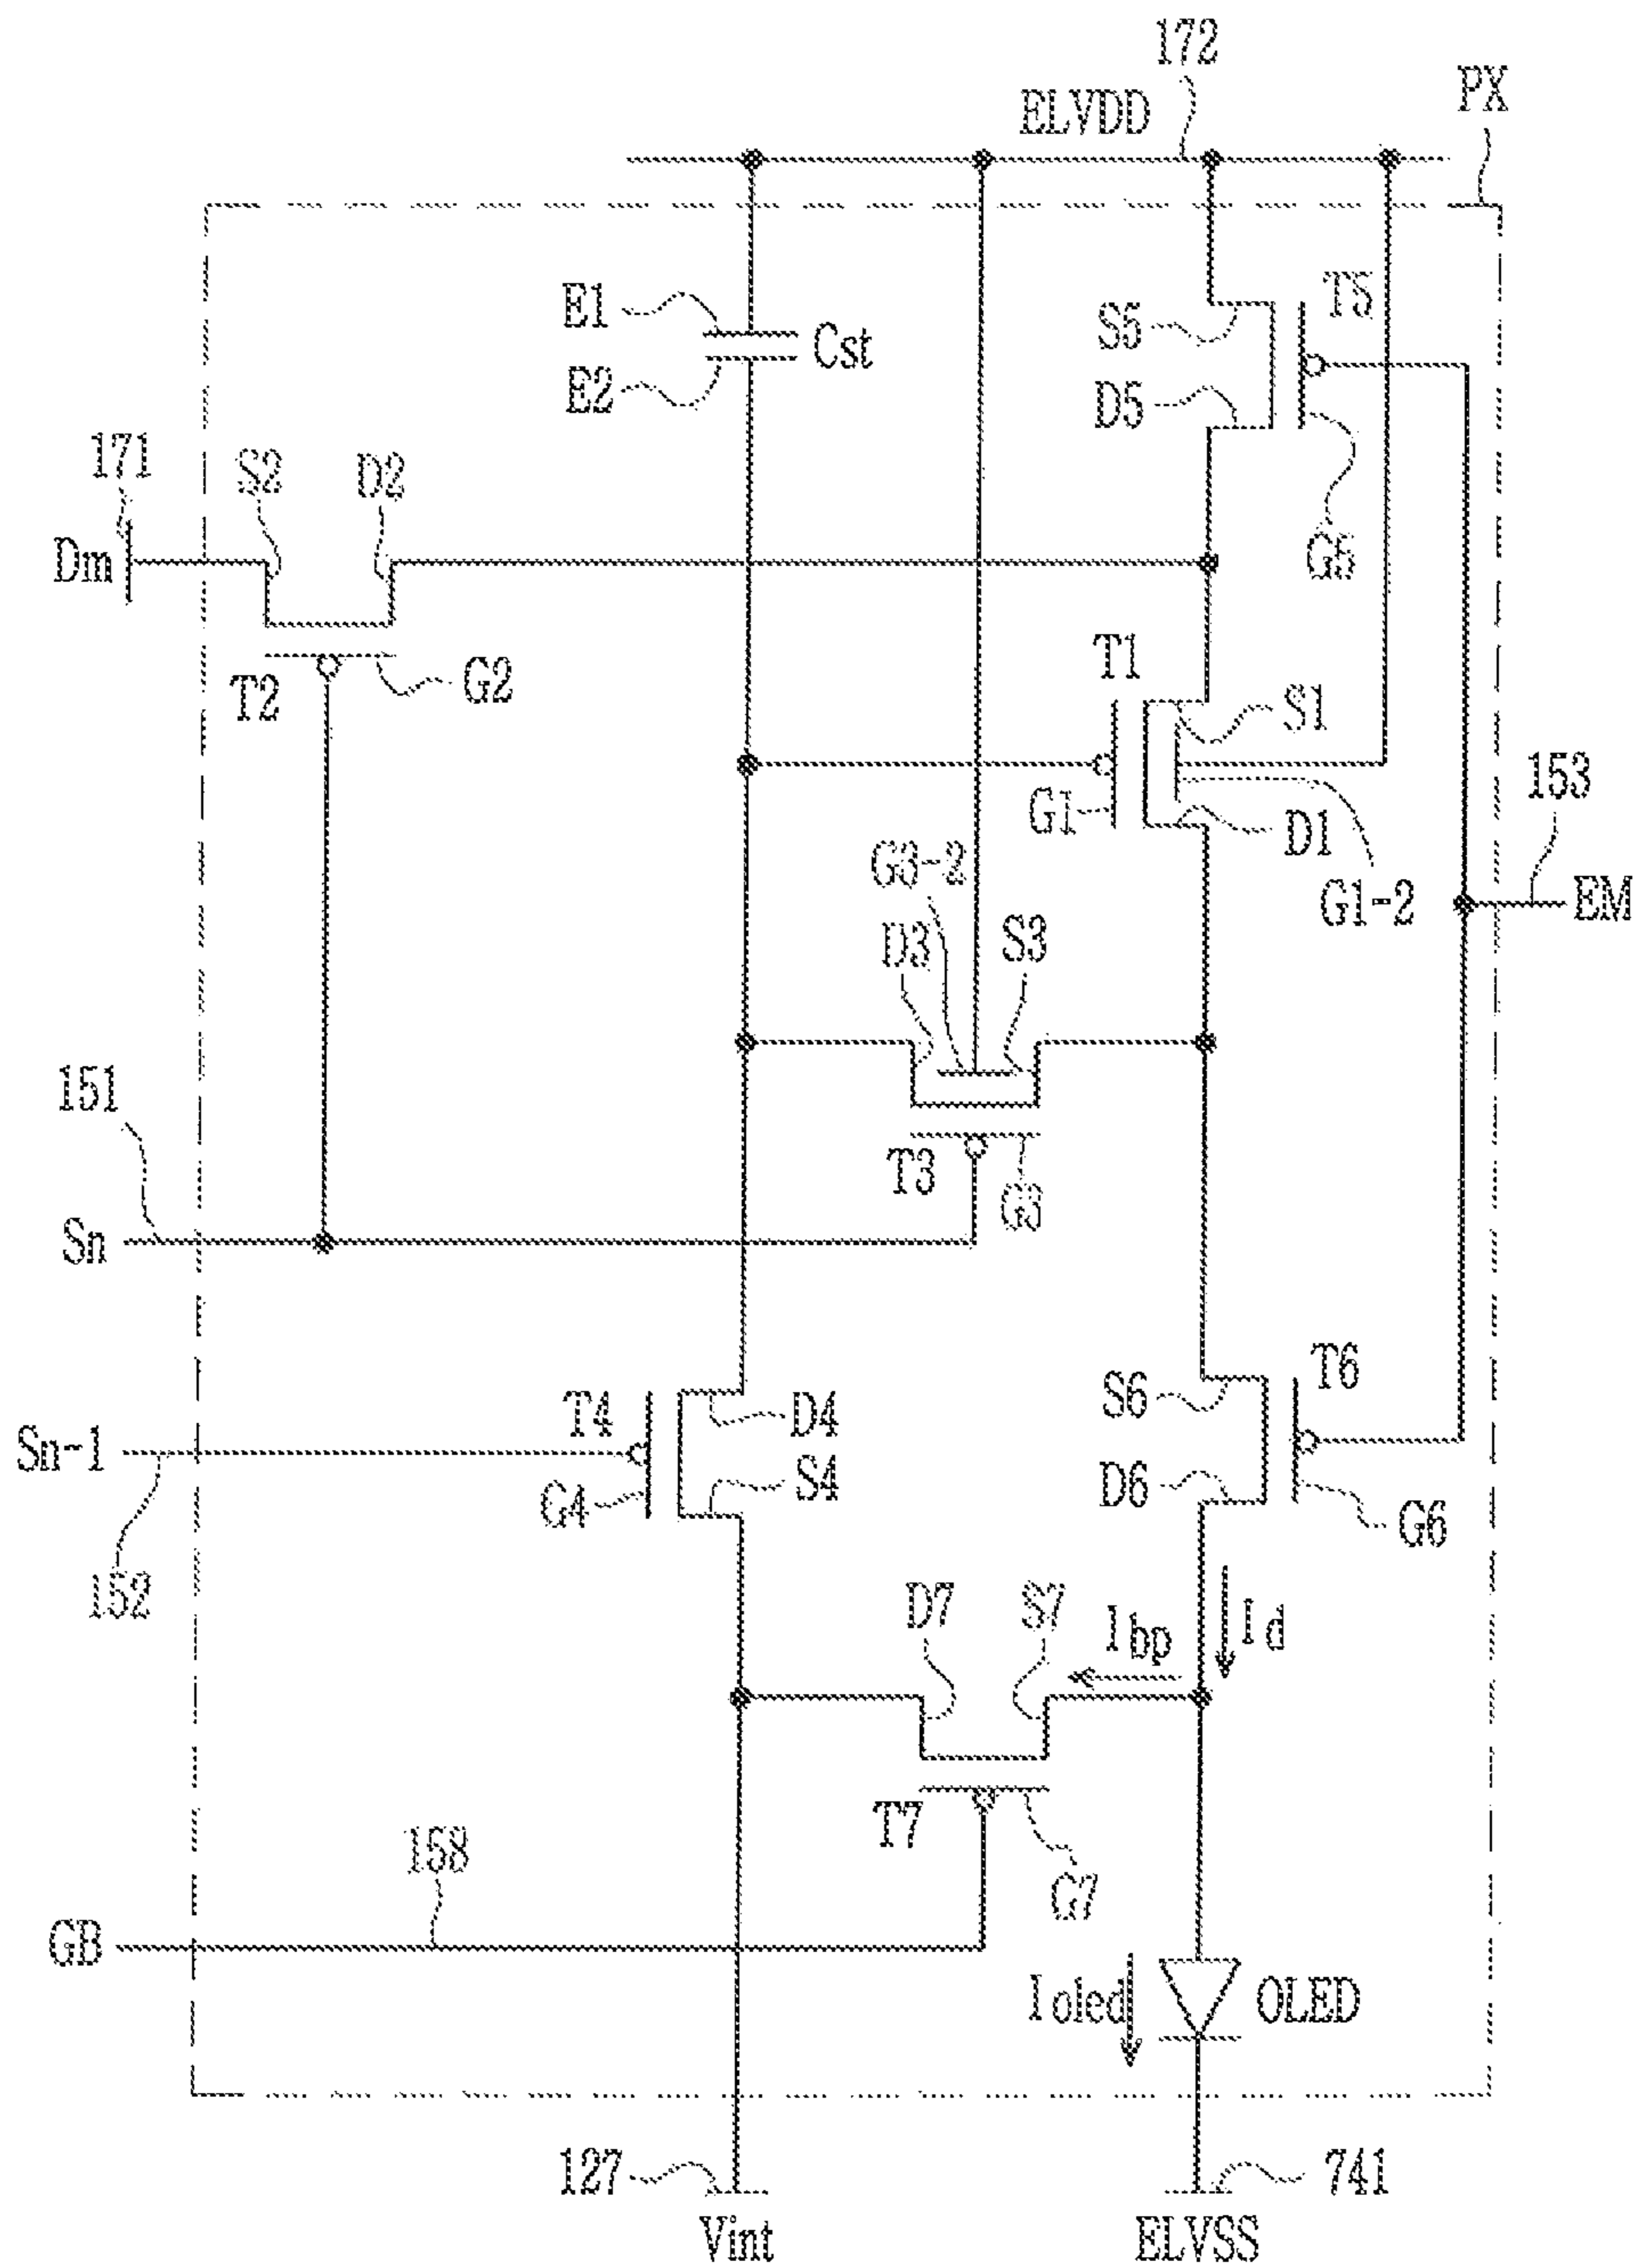 172
ELVDD
PX
E1
Cst
E2
T5
S5
D5
G5
171
S2
D2
Dm
T2
G2
T1
S1
G1
D1
G1-2
153
EM
G3-2
D3
S3
151
T3
G3
Sn
T4
D4
Sn-1
S4
G4
152
T6
S6
D6
G6
D7
S7
Ibp
Id
T7
G7
158
GB
Ioled
OLED
127
741
Vint
ELVSS